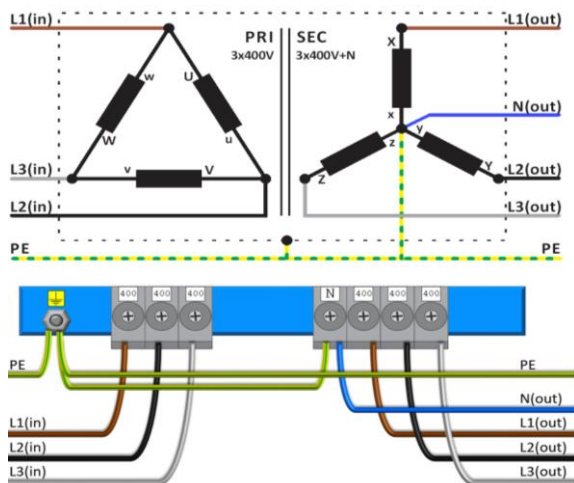 L1(in)
PRI
SEC
L1(out)
3x400V
3x400V+N
X
w
U
N(out)
W
u
x
z
y
L3(in)
v
V
Z
Y
L2(out)
L2(in)
L3(out)
PE
PE
400
400
400
N
400
400
400
PE
PE
N(out)
L1(in)
L1(out)
L2(in)
L2(out)
L3(in)
L3(out)